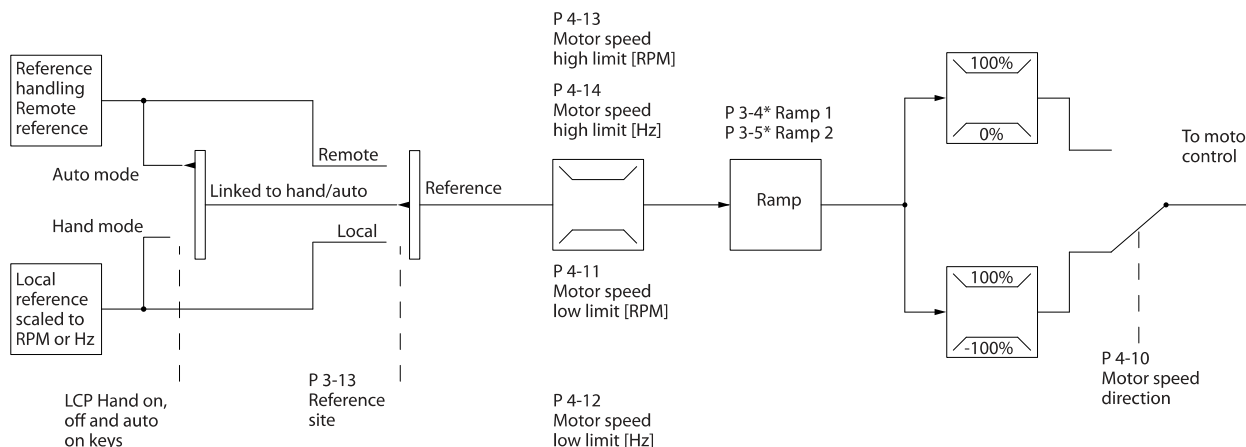 P 4-13
Motor speed
high limit [RPM]
P 4-14
Motor speed
high limit [Hz]
Reference
handling
Remote
reference
Auto mode
Hand mode
Local
reference
scaled to
RPM or Hz
LCP Hand on,
off and auto
on keys
Remote
Linked to hand/auto
Local
P 3-13
Reference
site
Reference
P 4-11
Motor speed
low limit [RPM]
P 4-12
Motor speed
low limit [Hz]
P 3-4* Ramp 1
P 3-5* Ramp 2
Ramp
100%
0%
100%
-100%
To moto
control
P 4-10
Motor speed
direction